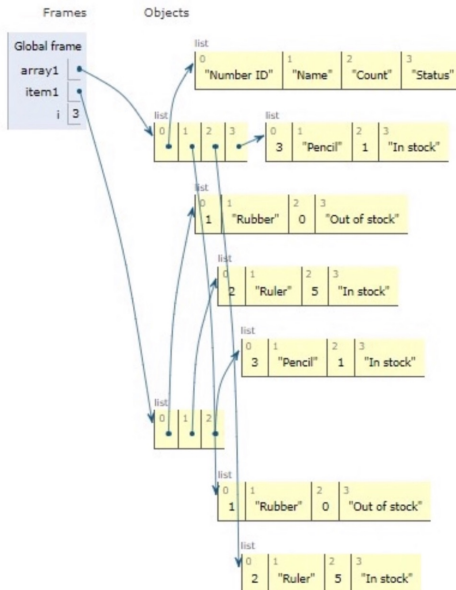 Frames Objects
Global frame
array1
item1
i 3
list
0 1 2 3
"Number ID" "Name" "Count" "Status"
list
0 1 2 3
list
0 1 2 3
3 "Pencil" 1 "In stock"
list
0 1 2 3
1 "Rubber" 0 "Out of stock"
list
0 1 2 3
2 "Ruler" 5 "In stock"
list
0 1 2 3
3 "Pencil" 1 "In stock"
list
0 1 2
list
0 1 2 3
1 "Rubber" 0 "Out of stock"
list
0 1 2 3
2 "Ruler" 5 "In stock"